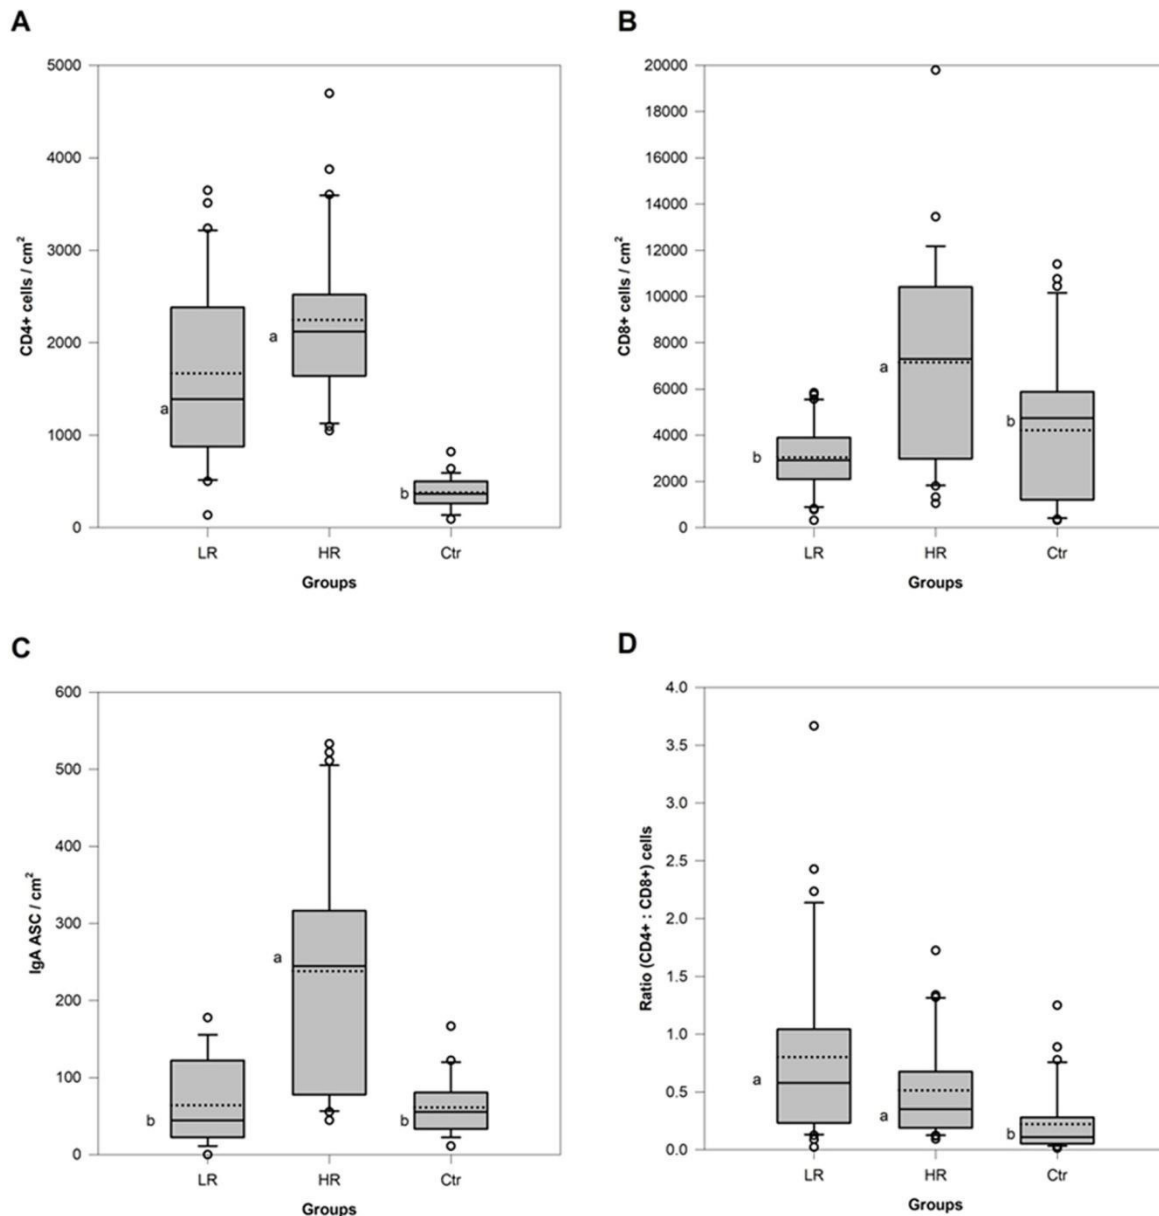 A
CD4+ cells / cm²
5000
4000
3000
2000
1000
0
a
a
b
LR HR Ctr
Groups
B
CD8+ cells / cm²
20000
18000
16000
14000
12000
10000
8000
6000
4000
2000
0
b
a
b
LR HR Ctr
Groups
C
IgA ASC / cm²
600
500
400
300
200
100
0
b
a
b
LR HR Ctr
Groups
D
Ratio (CD4+ : CD8+) cells
4.0
3.5
3.0
2.5
2.0
1.5
1.0
0.5
0.0
a
a
b
LR HR Ctr
Groups